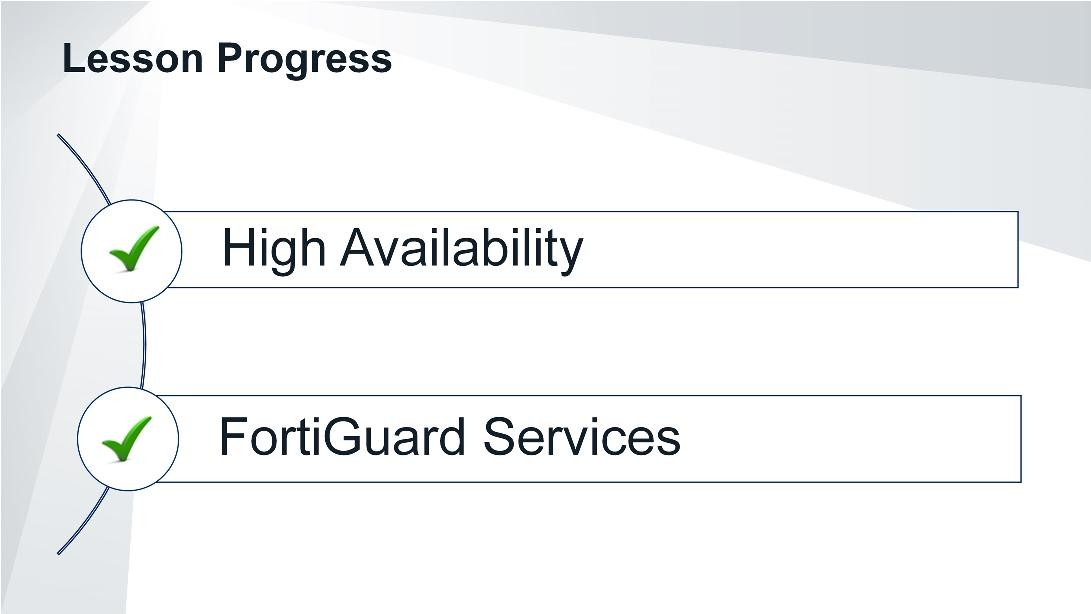 Lesson Progress
High Availability
FortiGuard Services